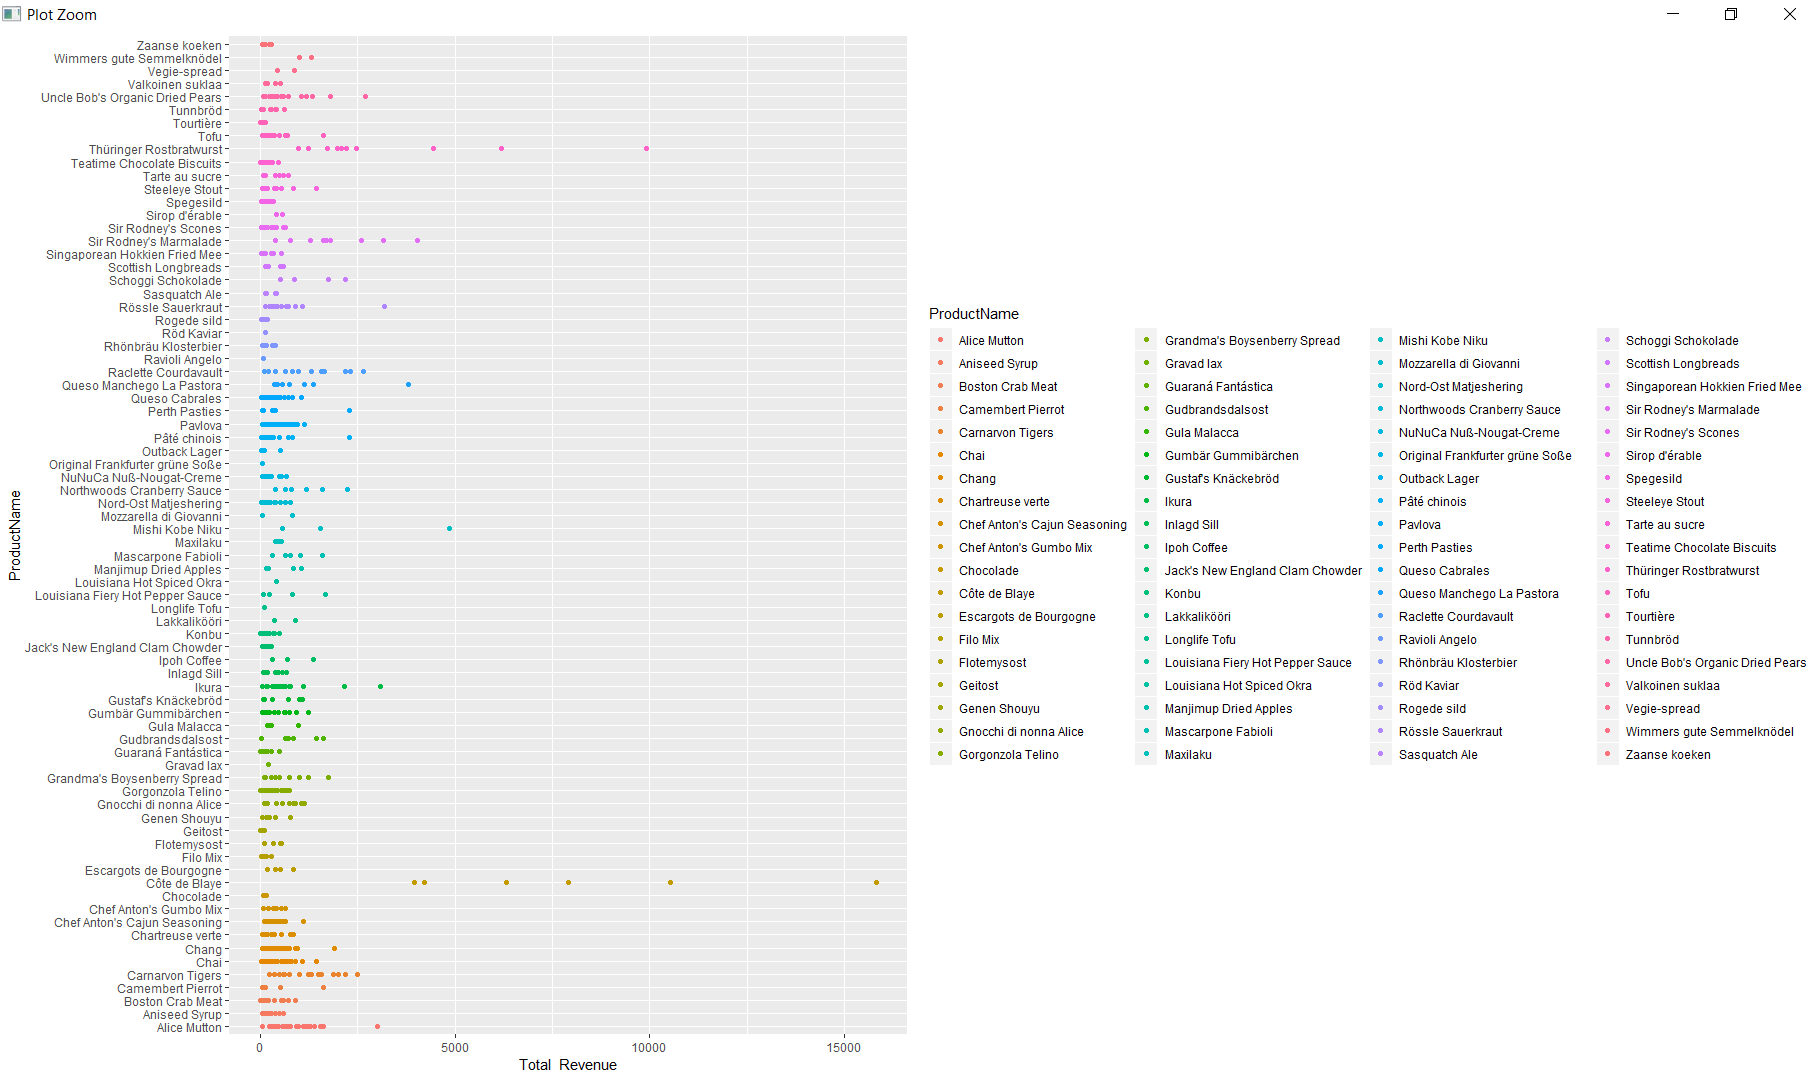 Plot Zoom
Zaanse koeken
Wimmers gute Semmelknödel
Vegie-spread
Valkoinen suklaa
Uncle Bob's Organic Dried Pears
Tunnbröd
Tourtière
Tofu
Thüringer Rostbratwurst
Teatime Chocolate Biscuits
Tarte au sucre
Steeleye Stout
Spegesild
Sirop d'érable
Sir Rodney's Scones
Sir Rodney's Marmalade
Singaporean Hokkien Fried Mee
Scottish Longbreads
Schoggi Schokolade
Sasquatch Ale
Rössle Sauerkraut
Rogede sild
Röd Kaviar
Rhönbräu Klosterbier
Ravioli Angelo
Raclette Courdavault
Queso Manchego La Pastora
Queso Cabrales
Perth Pasties
Pavlova
Pâté chinois
Outback Lager
Original Frankfurter grüne Soße
NuNuCa Nuß-Nougat-Creme
Northwoods Cranberry Sauce
Nord-Ost Matjeshering
Mozzarella di Giovanni
Mishi Kobe Niku
Maxilaku
Mascarpone Fabioli
Manjimup Dried Apples
Louisiana Hot Spiced Okra
Louisiana Fiery Hot Pepper Sauce
Longlife Tofu
Lakkalikööri
Konbu
Jack's New England Clam Chowder
Ipoh Coffee
Inlagd Sill
Ikura
Gustaf's Knäckebröd
Gumbär Gummibärchen
Gula Malacca
Gudbrandsdalsost
Guaraná Fantástica
Gravad lax
Grandma's Boysenberry Spread
Gorgonzola Telino
Gnocchi di nonna Alice
Genen Shouyu
Geitost
Flotemysost
Filo Mix
Escargots de Bourgogne
Côte de Blaye
Chocolade
Chef Anton's Gumbo Mix
Chef Anton's Cajun Seasoning
Chartreuse verte
Chang
Chai
Carnarvon Tigers
Camembert Pierrot
Boston Crab Meat
Aniseed Syrup
Alice Mutton
ProductName
0 5000 10000 15000
Total Revenue
ProductName
Alice Mutton
Aniseed Syrup
Boston Crab Meat
Camembert Pierrot
Carnarvon Tigers
Chai
Chang
Chartreuse verte
Chef Anton's Cajun Seasoning
Chef Anton's Gumbo Mix
Chocolade
Côte de Blaye
Escargots de Bourgogne
Filo Mix
Flotemysost
Geitost
Genen Shouyu
Gnocchi di nonna Alice
Gorgonzola Telino
Grandma's Boysenberry Spread
Gravad lax
Guaraná Fantástica
Gudbrandsdalsost
Gula Malacca
Gumbär Gummibärchen
Gustaf's Knäckebröd
Ikura
Inlagd Sill
Ipoh Coffee
Jack's New England Clam Chowder
Konbu
Lakkalikööri
Longlife Tofu
Louisiana Fiery Hot Pepper Sauce
Louisiana Hot Spiced Okra
Manjimup Dried Apples
Mascarpone Fabioli
Maxilaku
Mishi Kobe Niku
Mozzarella di Giovanni
Nord-Ost Matjeshering
Northwoods Cranberry Sauce
NuNuCa Nuß-Nougat-Creme
Original Frankfurter grüne Soße
Outback Lager
Pâté chinois
Pavlova
Perth Pasties
Queso Cabrales
Queso Manchego La Pastora
Raclette Courdavault
Ravioli Angelo
Rhönbräu Klosterbier
Röd Kaviar
Rogede sild
Rössle Sauerkraut
Sasquatch Ale
Schoggi Schokolade
Scottish Longbreads
Singaporean Hokkien Fried Mee
Sir Rodney's Marmalade
Sir Rodney's Scones
Sirop d'érable
Spegesild
Steeleye Stout
Tarte au sucre
Teatime Chocolate Biscuits
Thüringer Rostbratwurst
Tofu
Tourtière
Tunnbröd
Uncle Bob's Organic Dried Pears
Valkoinen suklaa
Vegie-spread
Wimmers gute Semmelknödel
Zaanse koeken